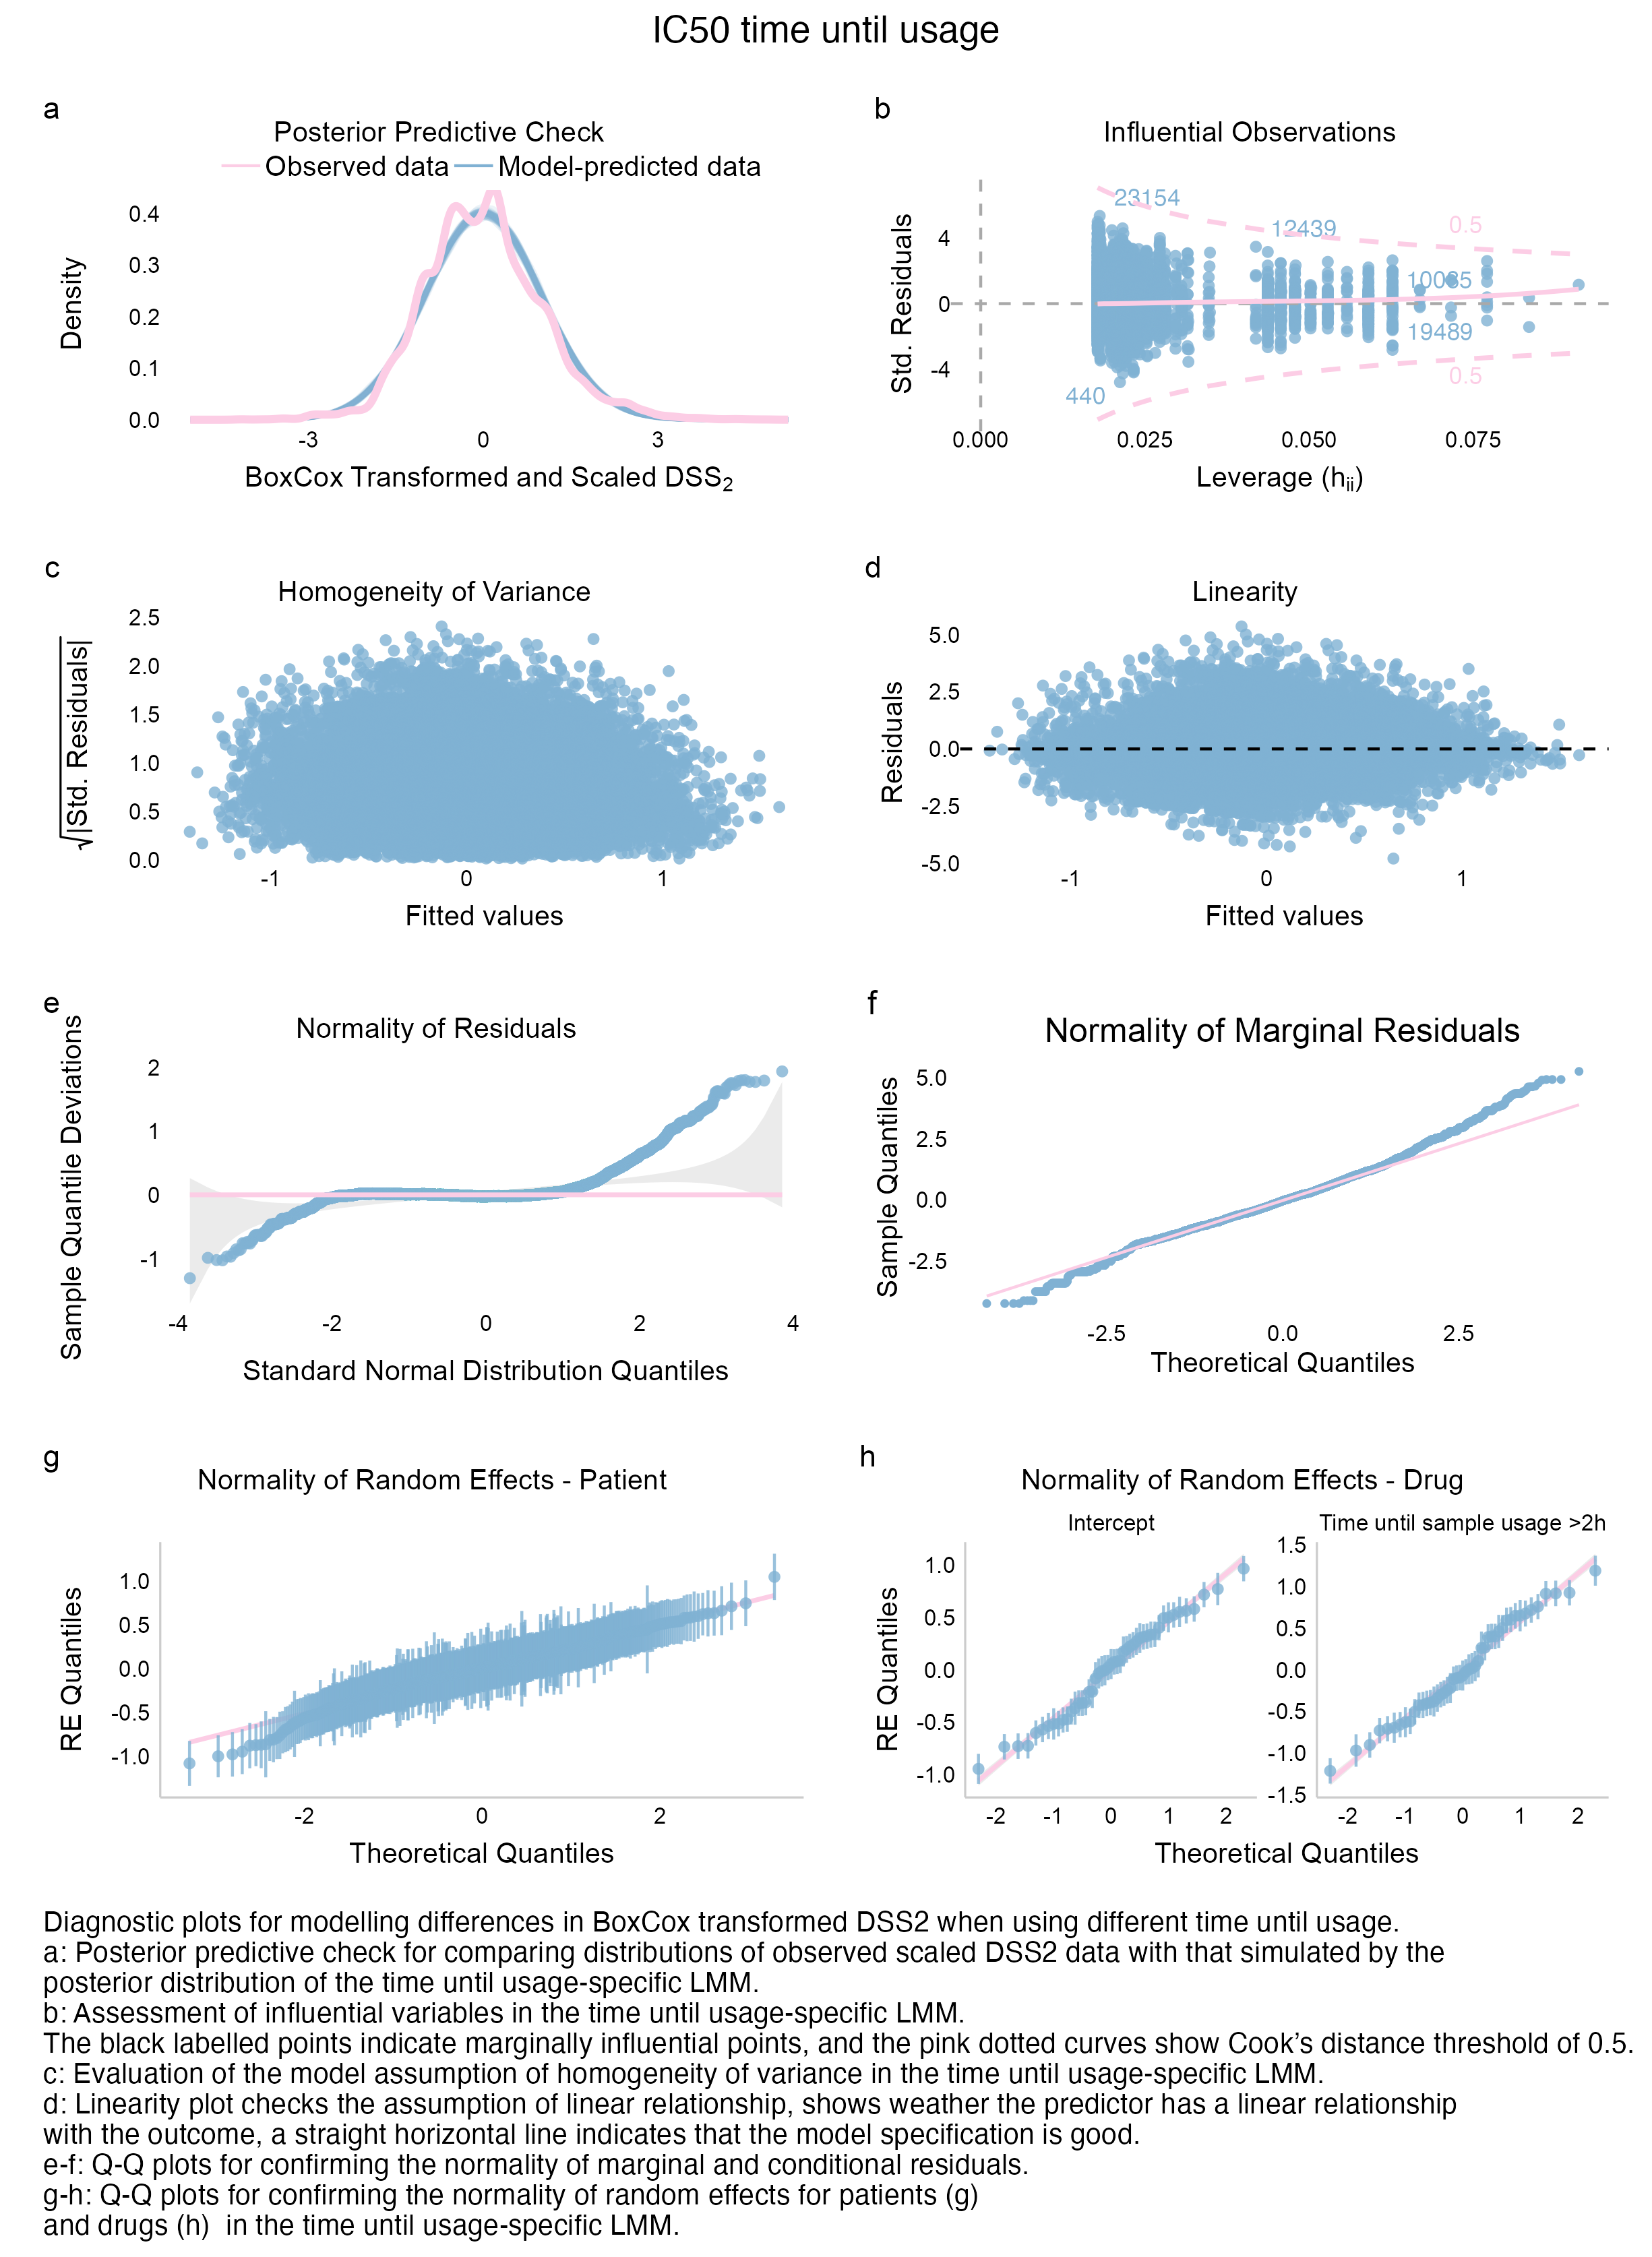 IC50 time until usage
a
Posterior Predictive Check
Observed data
Model-predicted data
0.4
0.3
0.2
0.1
0.0
Density
-3
0
3
BoxCox Transformed and Scaled DSS2
b
Influential Observations
23154
12439
0.5
10085
19489
0.5
440
4
0
-4
Std. Residuals
0.000
0.025
0.050
0.075
Leverage (hii)
c
Homogeneity of Variance
2.5
2.0
1.5
1.0
0.5
0.0
√|Std. Residuals|
-1
0
1
Fitted values
d
Linearity
5.0
2.5
0.0
-2.5
-5.0
Residuals
-1
0
1
Fitted values
e
Normality of Residuals
2
1
0
-1
Sample Quantile Deviations
-4
-2
0
2
4
Standard Normal Distribution Quantiles
f
Normality of Marginal Residuals
5.0
2.5
0.0
-2.5
Sample Quantiles
-2.5
0.0
2.5
Theoretical Quantiles
g
Normality of Random Effects - Patient
1.0
0.5
0.0
-0.5
-1.0
RE Quantiles
-2
0
2
Theoretical Quantiles
h
Normality of Random Effects - Drug
Intercept
Time until sample usage >2h
1.0
0.5
0.0
-0.5
-1.0
RE Quantiles
-2
-1
0
1
2
1.5
1.0
0.5
0.0
-0.5
-1.0
-1.5
-2
-1
0
1
2
Theoretical Quantiles
Diagnostic plots for modelling differences in BoxCox transformed DSS2 when using different time until usage.
a: Posterior predictive check for comparing distributions of observed scaled DSS2 data with that simulated by the
posterior distribution of the time until usage-specific LMM.
b: Assessment of influential variables in the time until usage-specific LMM.
The black labelled points indicate marginally influential points, and the pink dotted curves show Cook’s distance threshold of 0.5.
c: Evaluation of the model assumption of homogeneity of variance in the time until usage-specific LMM.
d: Linearity plot checks the assumption of linear relationship, shows weather the predictor has a linear relationship
with the outcome, a straight horizontal line indicates that the model specification is good.
e-f: Q-Q plots for confirming the normality of marginal and conditional residuals.
g-h: Q-Q plots for confirming the normality of random effects for patients (g)
and drugs (h)  in the time until usage-specific LMM.